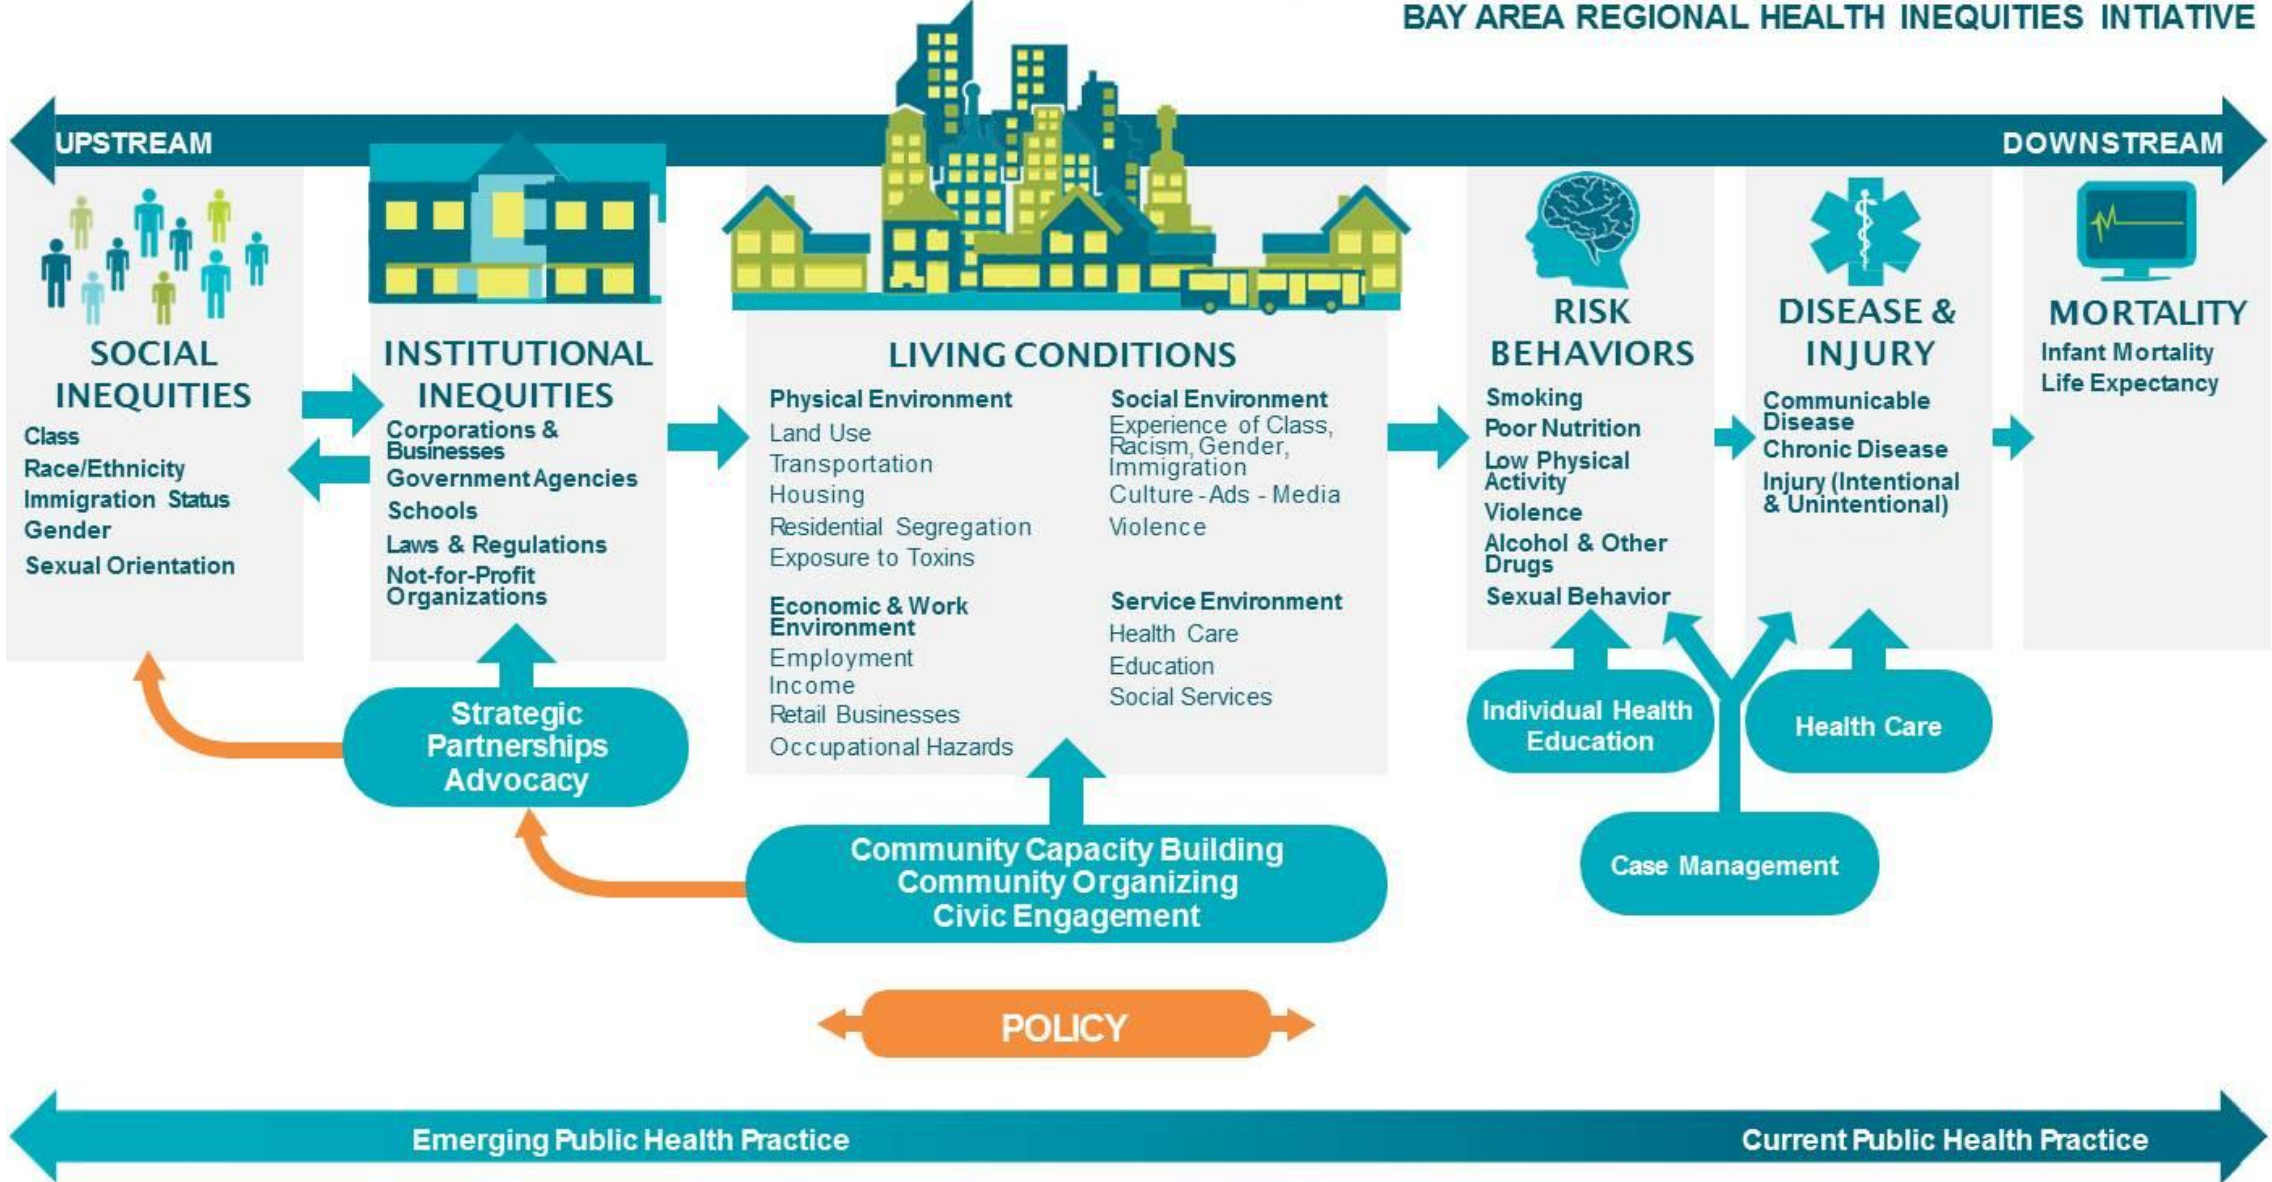 BAY AREA REGIONAL HEALTH INEQUITIES INTIATIVE
UPSTREAM
DOWNSTREAM
SOCIAL
INEQUITIES
Class
Race/Ethnicity
Immigration Status
Gender
Sexual Orientation
INSTITUTIONAL
INEQUITIES
Corporations &
Businesses
Government Agencies
Schools
Laws & Regulations
Not-for-Profit
Organizations
LIVING CONDITIONS
Physical Environment
Land Use
Transportation
Housing
Residential Segregation
Exposure to Toxins
Economic & Work
Environment
Employment
Income
Retail Businesses
Occupational Hazards
Social Environment
Experience of Class,
Racism, Gender,
Immigration
Culture - Ads - Media
Violence
Service Environment
Health Care
Education
Social Services
RISK
BEHAVIORS
Smoking
Poor Nutrition
Low Physical
Activity
Violence
Alcohol & Other
Drugs
Sexual Behavior
DISEASE &
INJURY
Communicable
Disease
Chronic Disease
Injury (Intentional
& Unintentional)
MORTALITY
Infant Mortality
Life Expectancy
Strategic
Partnerships
Advocacy
Community Capacity Building
Community Organizing
Civic Engagement
Individual Health
Education
Health Care
Case Management
POLICY
Emerging Public Health Practice
Current Public Health Practice